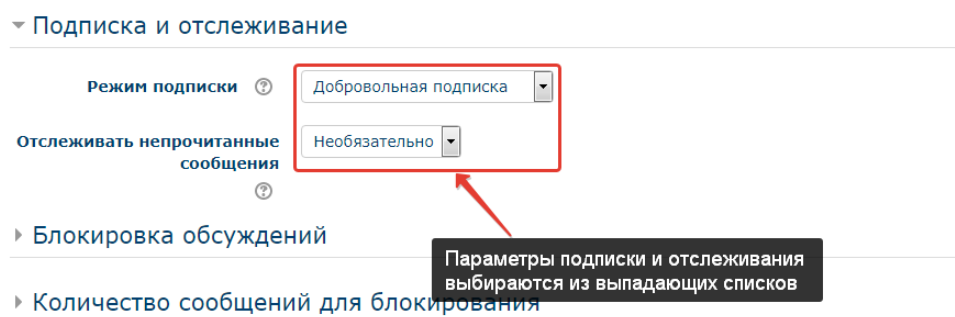 Подписка и отслеживание
Режим подписки
Добровольная подписка
Отслеживать непрочитанные
сообщения
Необязательно
Блокировка обсуждений
Параметры подписки и отслеживания
выбираются из выпадающих списков
Количество сообщений для блокирования